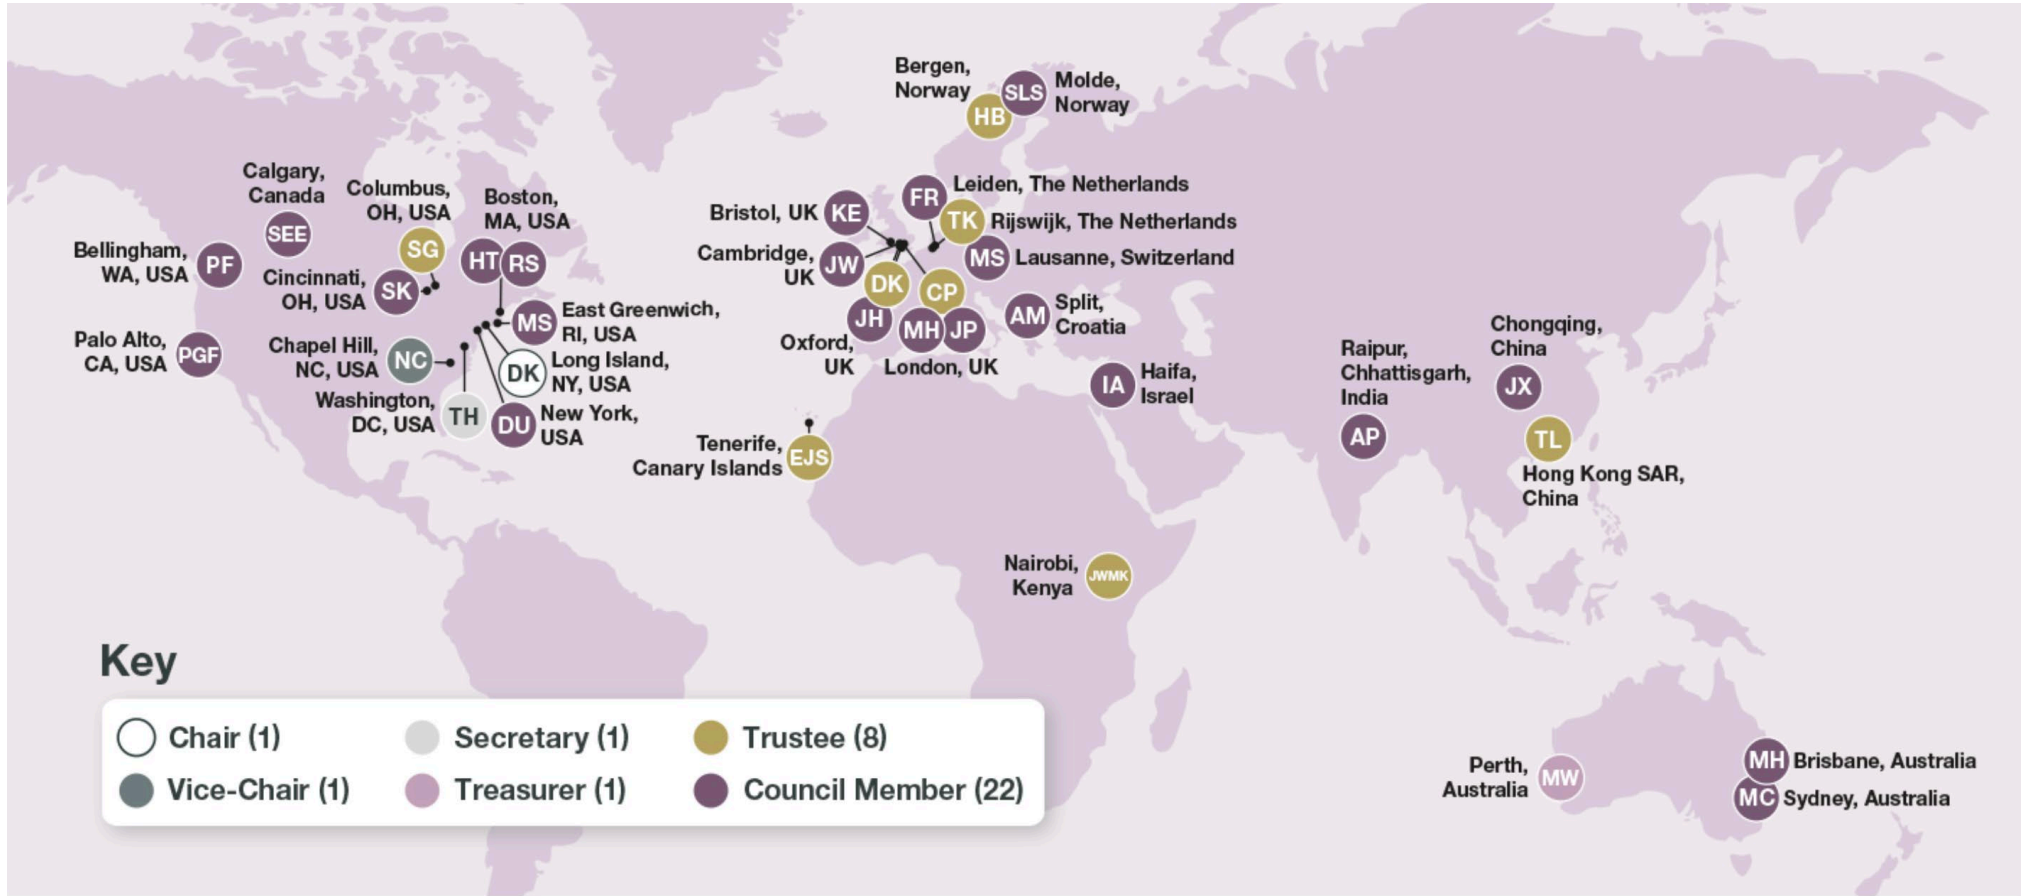 Bergen,
Norway
HB
SLS
Molde,
Norway
Calgary,
Canada
SEE
Columbus,
OH, USA
SG
Boston,
MA, USA
HT
RS
Bellingham,
WA, USA
PF
Cincinnati,
OH, USA
SK
MS
East Greenwich,
RI, USA
Palo Alto,
CA, USA
PGF
Chapel Hill,
NC, USA
NC
DK
Long Island,
NY, USA
Washington,
DC, USA
TH
DU
New York,
USA
Bristol, UK
KE
FR
Leiden, The Netherlands
TK
Rijswijk, The Netherlands
Cambridge,
UK
JW
MS
Lausanne, Switzerland
DK
CP
JH
Oxford,
UK
MH
JP
London, UK
AM
Split,
Croatia
IA
Haifa,
Israel
Tenerife,
Canary Islands
EJS
Raipur,
Chhattisgarh,
India
AP
Chongqing,
China
JX
TL
Hong Kong SAR,
China
Nairobi,
Kenya
JWMK
Perth,
Australia
MW
MH
Brisbane, Australia
MC
Sydney, Australia
Key
Chair (1)
Secretary (1)
Trustee (8)
Vice-Chair (1)
Treasurer (1)
Council Member (22)